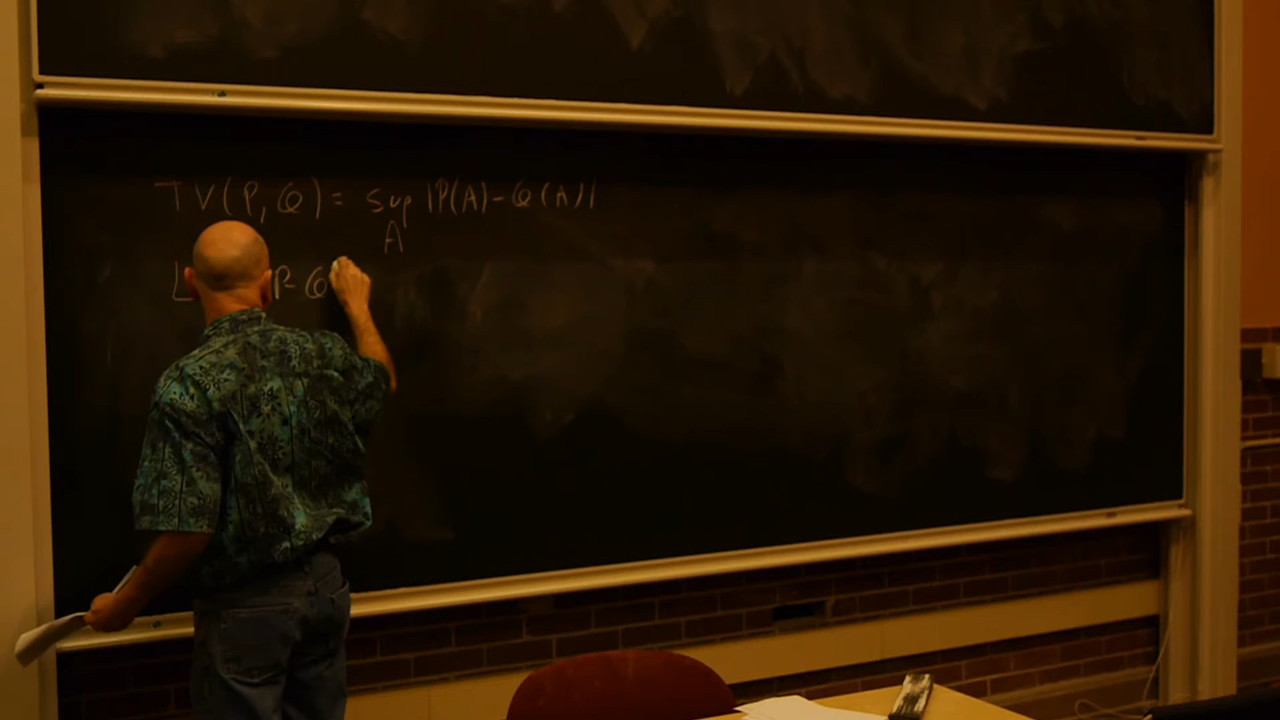 TV(P, Q) = sup |P(A) - Q(A)|
A
L P - Q